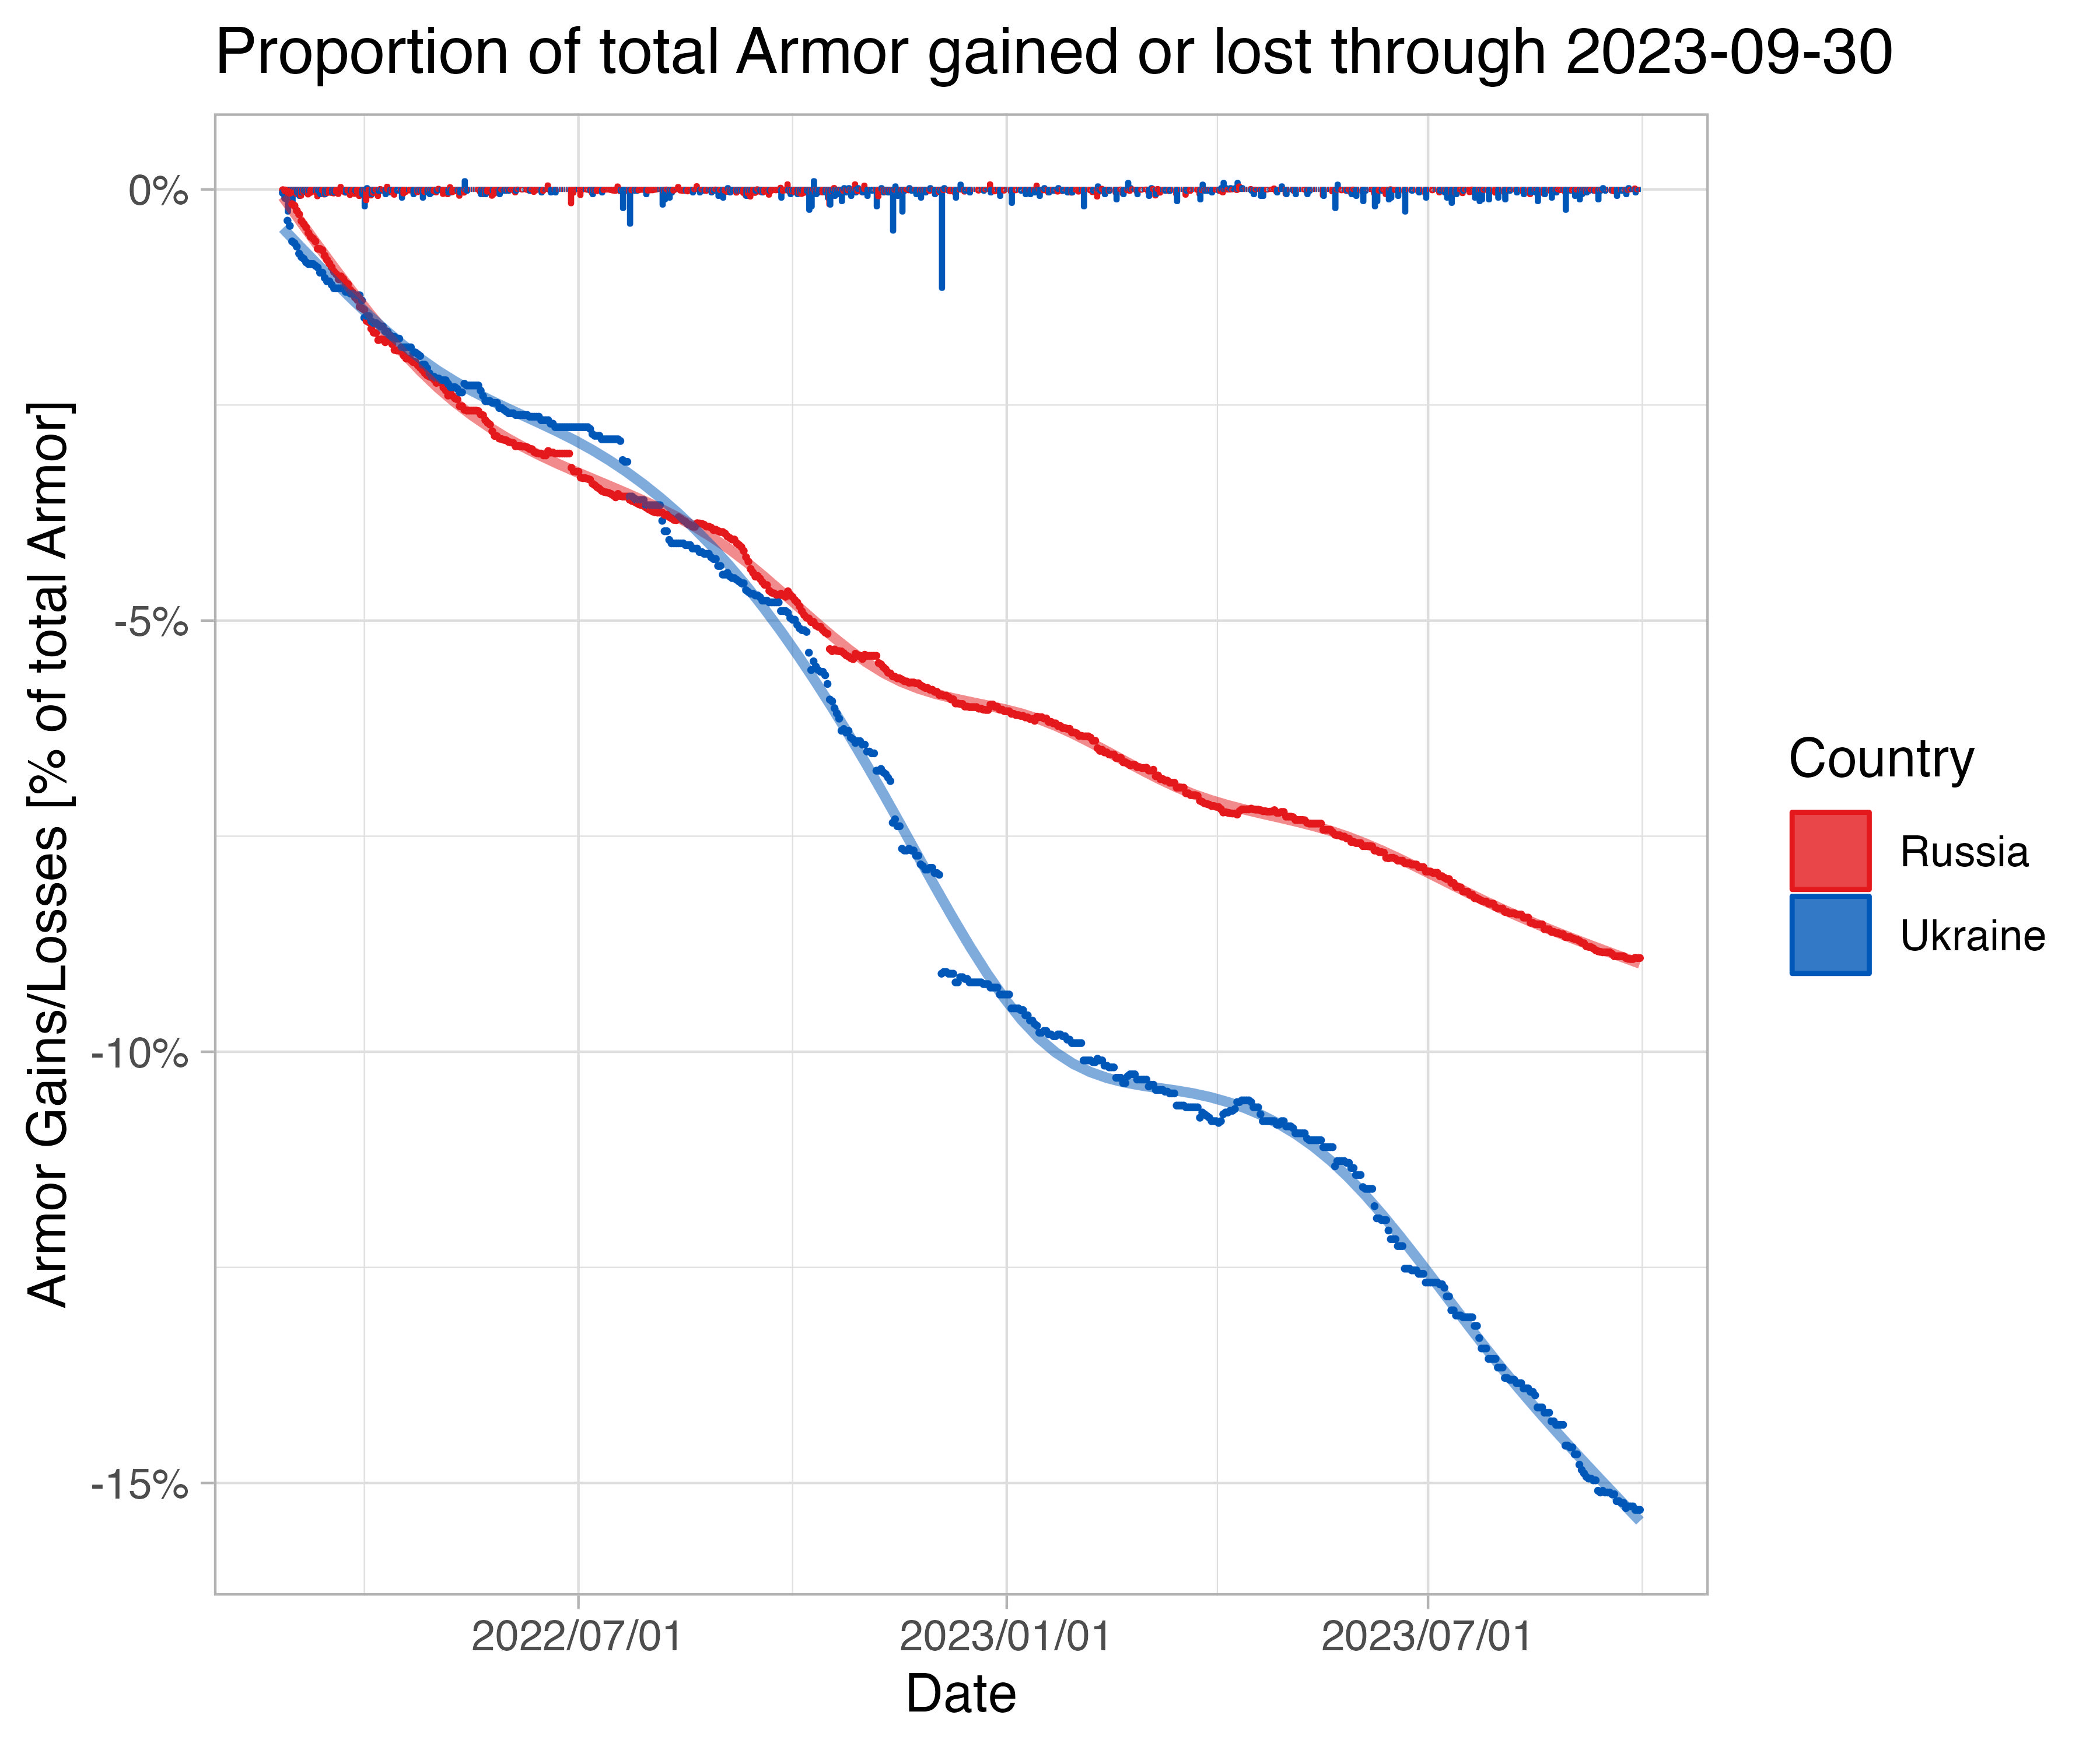 Proportion of total Armor gained or lost through 2023-09-30
Armor Gains/Losses [% of total Armor]
0%
-5%
-10%
-15%
2022/07/01
2023/01/01
2023/07/01
Date
Country
Russia
Ukraine